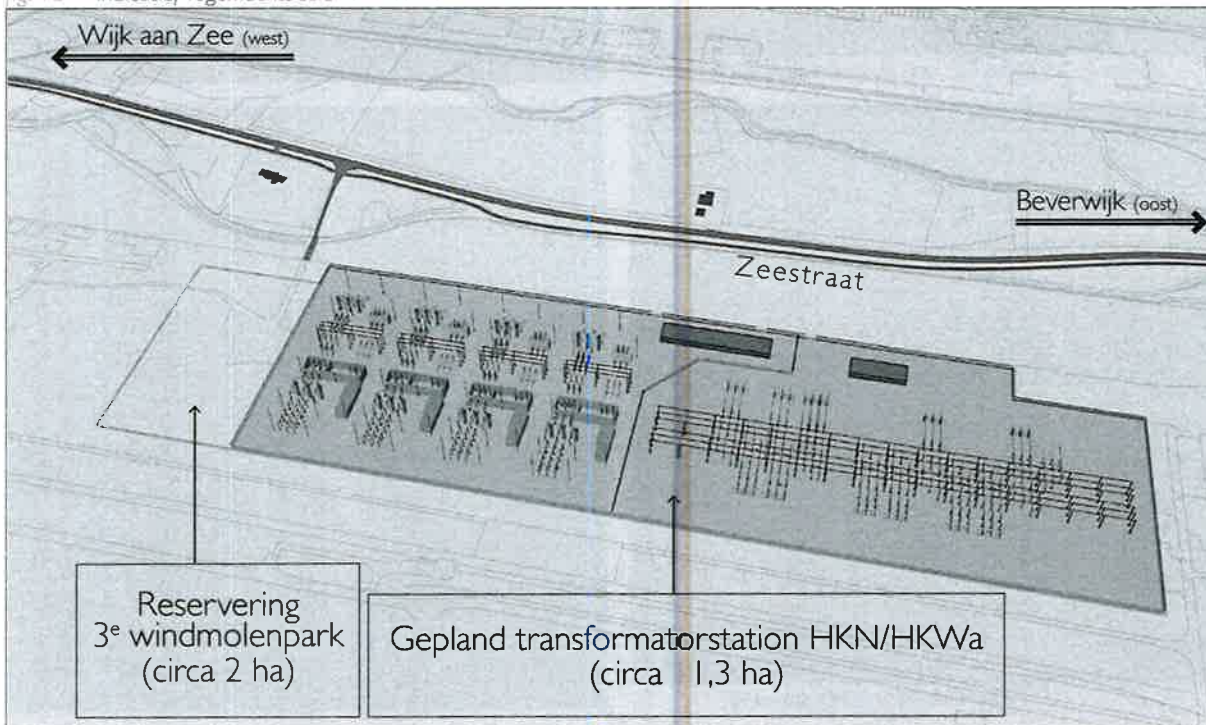 Wijk aan Zee (west)
Beverwijk (oost)
Zeestraat
Reservering
3e windmolenpark
(circa 2 ha)
Gepland transformatorstation HKN/HKWa
(circa 1,3 ha)